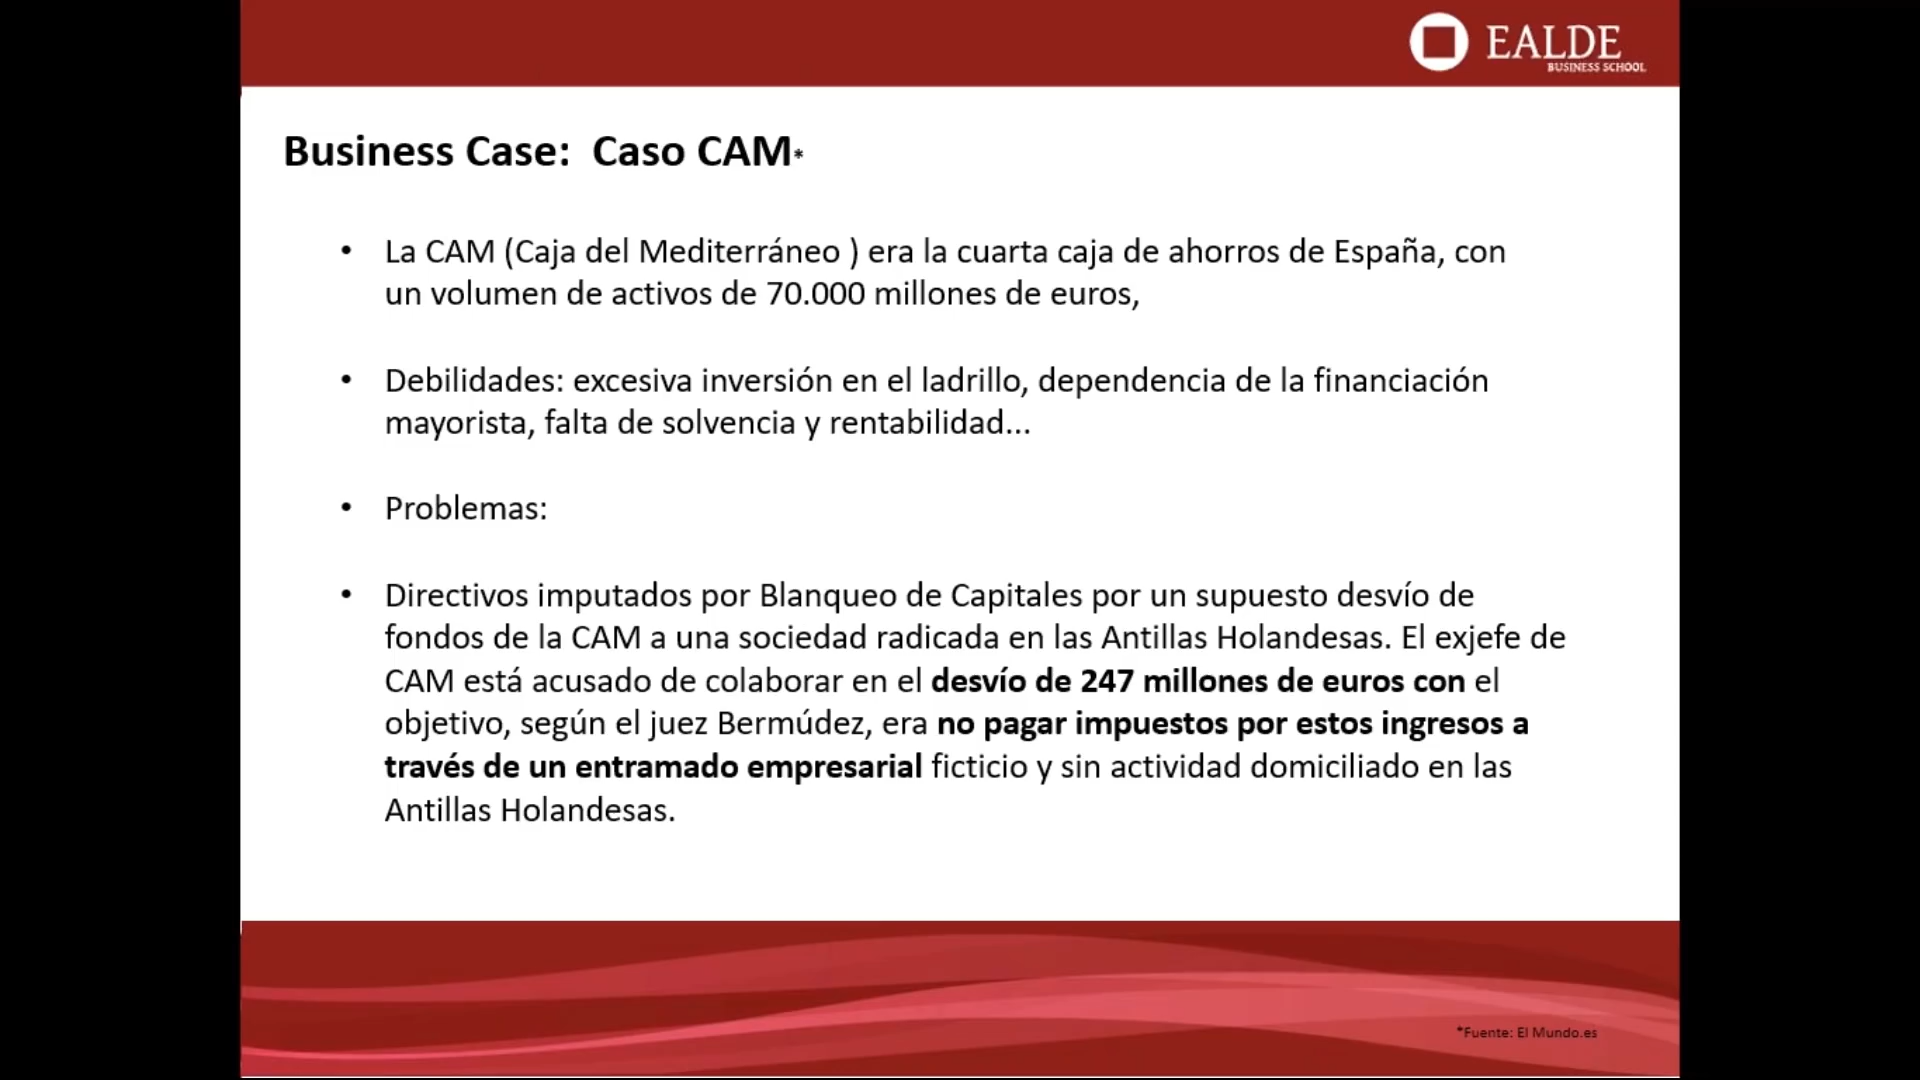 EALDE
BUSINESS SCHOOL
Business Case:  Caso CAM*
• La CAM (Caja del Mediterráneo ) era la cuarta caja de ahorros de España, con
un volumen de activos de 70.000 millones de euros,
• Debilidades: excesiva inversión en el ladrillo, dependencia de la financiación
mayorista, falta de solvencia y rentabilidad...
• Problemas:
• Directivos imputados por Blanqueo de Capitales por un supuesto desvío de
fondos de la CAM a una sociedad radicada en las Antillas Holandesas. El exjefe de
CAM está acusado de colaborar en el desvío de 247 millones de euros con el
objetivo, según el juez Bermúdez, era no pagar impuestos por estos ingresos a
través de un entramado empresarial ficticio y sin actividad domiciliado en las
Antillas Holandesas.
*Fuente: El Mundo.es